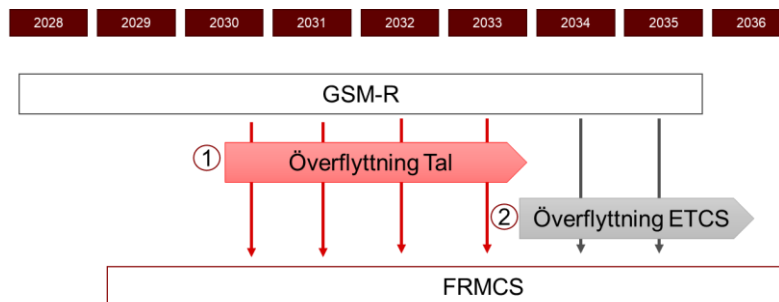 2028 2029 2030 2031 2032 2033 2034 2035 2036
GSM-R
1 Överflyttning Tal
2 Överflyttning ETCS
FRMCS